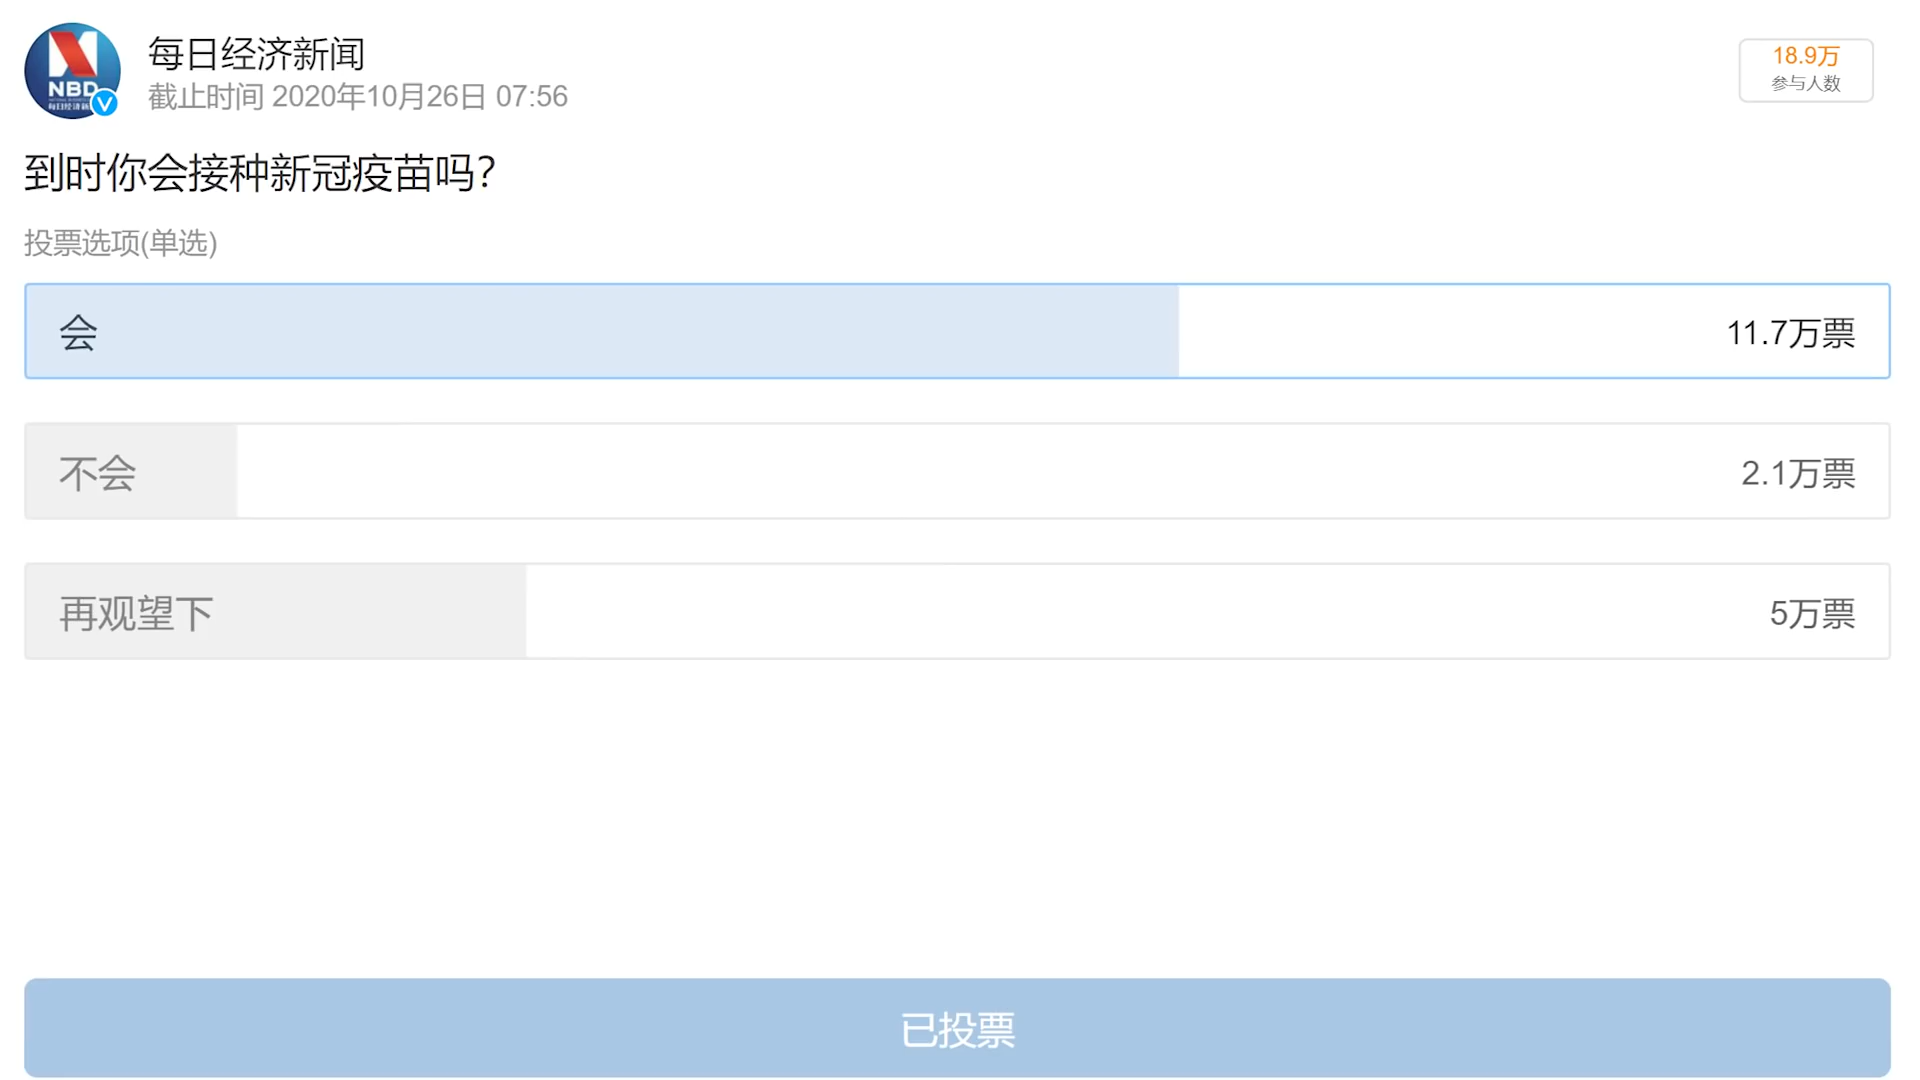 每日经济新闻
截止时间 2020年10月26日 07:56
18.9万
参与人数
NBD
到时你会接种新冠疫苗吗?
投票选项(单选)
会
11.7万票
不会
2.1万票
再观望下
5万票
已投票